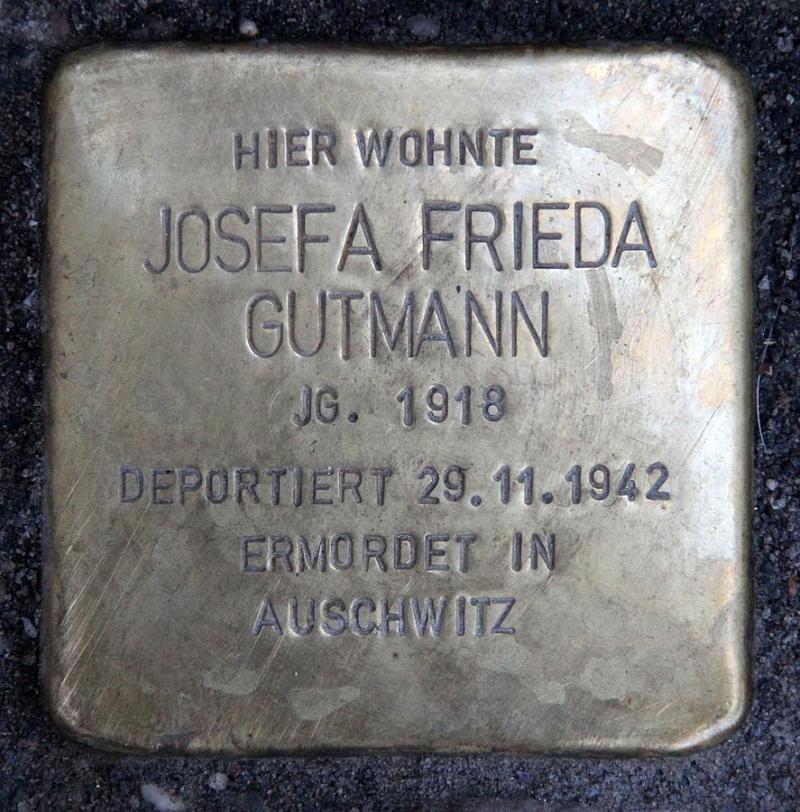 HIER WOHNTE
JOSEFA FRIEDA
GUTMANN
JG. 1918
DEPORTIERT 29.11.1942
ERMORDET IN
AUSCHWITZ